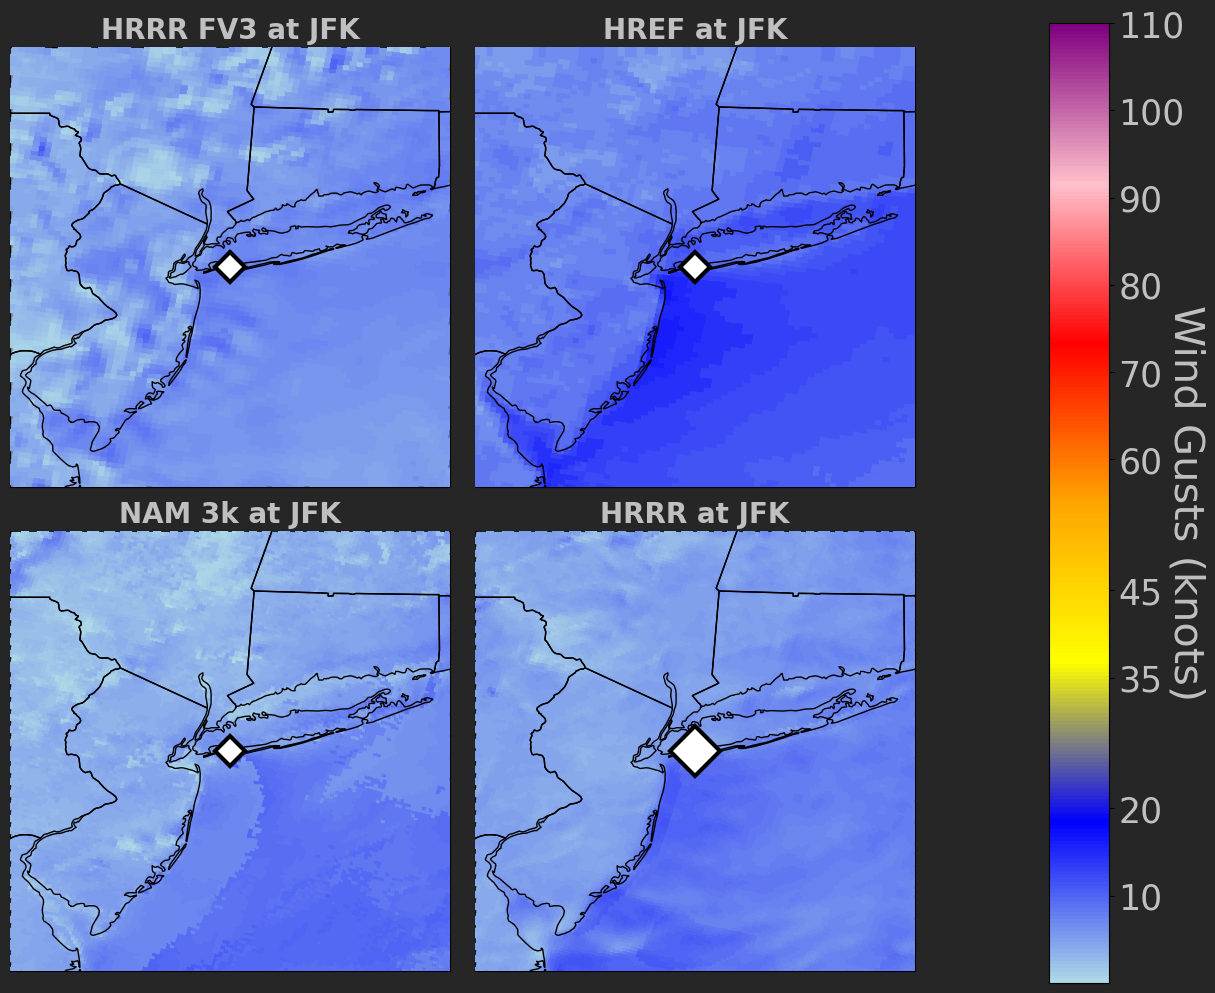 HRRR FV3 at JFK
HREF at JFK
NAM 3k at JFK
HRRR at JFK
110
100
90
80
70
60
45
35
20
10
Wind Gusts (knots)